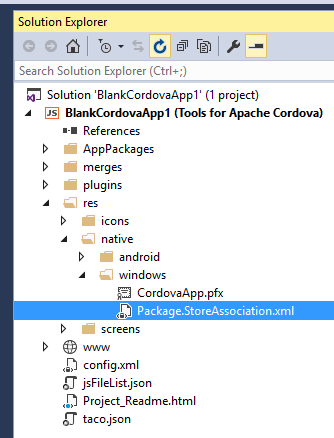 Solution Explorer
Search Solution Explorer (Ctrl+;)
Solution 'BlankCordovaApp1' (1 project)
JS BlankCordovaApp1 (Tools for Apache Cordova)
References
AppPackages
merges
plugins
res
icons
native
android
windows
CordovaApp.pfx
Package.StoreAssociation.xml
screens
www
config.xml
jsFileList.json
Project_Readme.html
taco.json